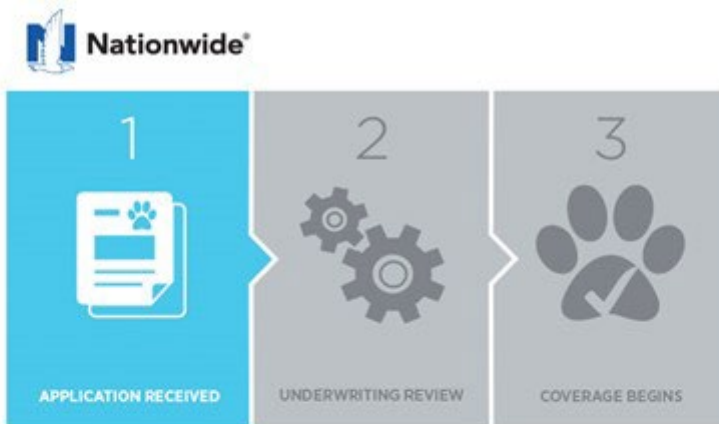 Nationwide®
1
2
3
APPLICATION RECEIVED
UNDERWRITING REVIEW
COVERAGE BEGINS